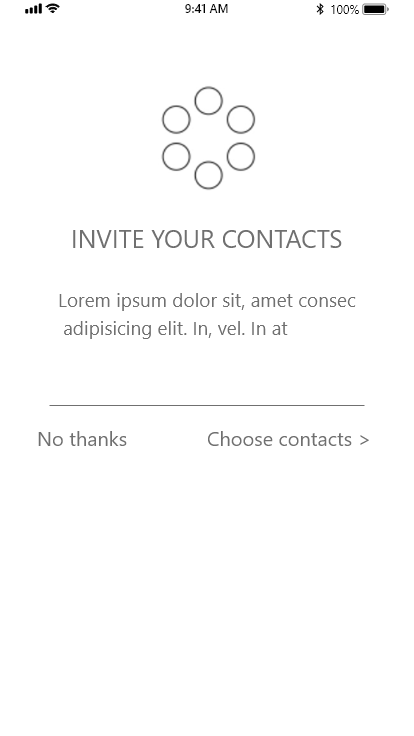 9:41 AM 100%
INVITE YOUR CONTACTS
Lorem ipsum dolor sit, amet consec
adipisicing elit. In, vel. In at
No thanks Choose contacts >